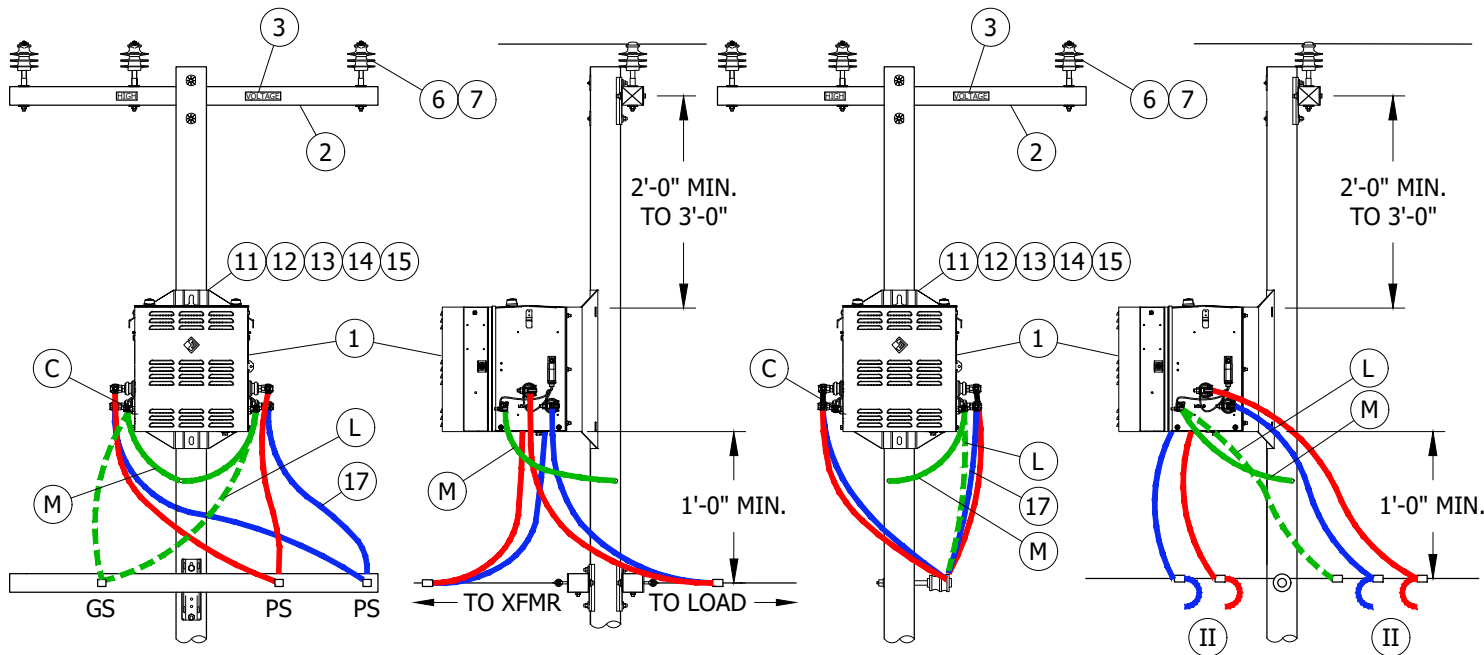 3
3
HIGH
VOLTAGE
HIGH
VOLTAGE
6 7
6 7
2
2
2'-0" MIN.
TO 3'-0"
2'-0" MIN.
TO 3'-0"
11 12 13 14 15
11 12 13 14 15
1
1
C
C
L
M
L
17
M
M
L
17
M
1'-0" MIN.
1'-0" MIN.
GS
PS
PS
TO XFMR
TO LOAD
II
II